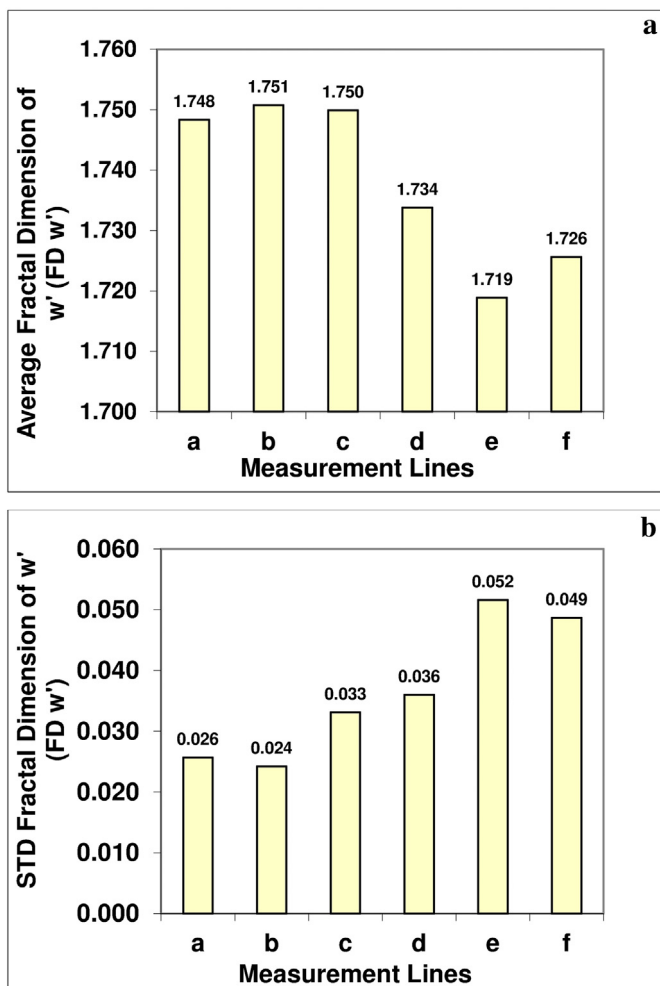 a
1.760
1.750
1.740
1.730
1.720
1.710
1.700
Average Fractal Dimension of
w' (FD w')
1.748
1.751
1.750
1.734
1.719
1.726
a b c d e f
Measurement Lines
b
0.060
0.050
0.040
0.030
0.020
0.010
0.000
STD Fractal Dimension of w'
(FD w')
0.026
0.024
0.033
0.036
0.052
0.049
a b c d e f
Measurement Lines